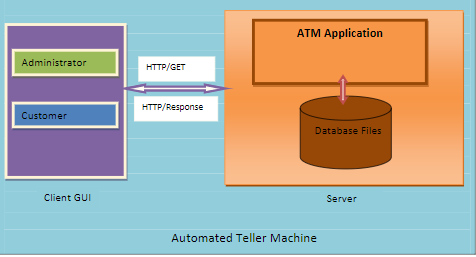 ATM Application
Administrator
HTTP/GET
HTTP/Response
Customer
Database Files
Client GUI
Server
Automated Teller Machine